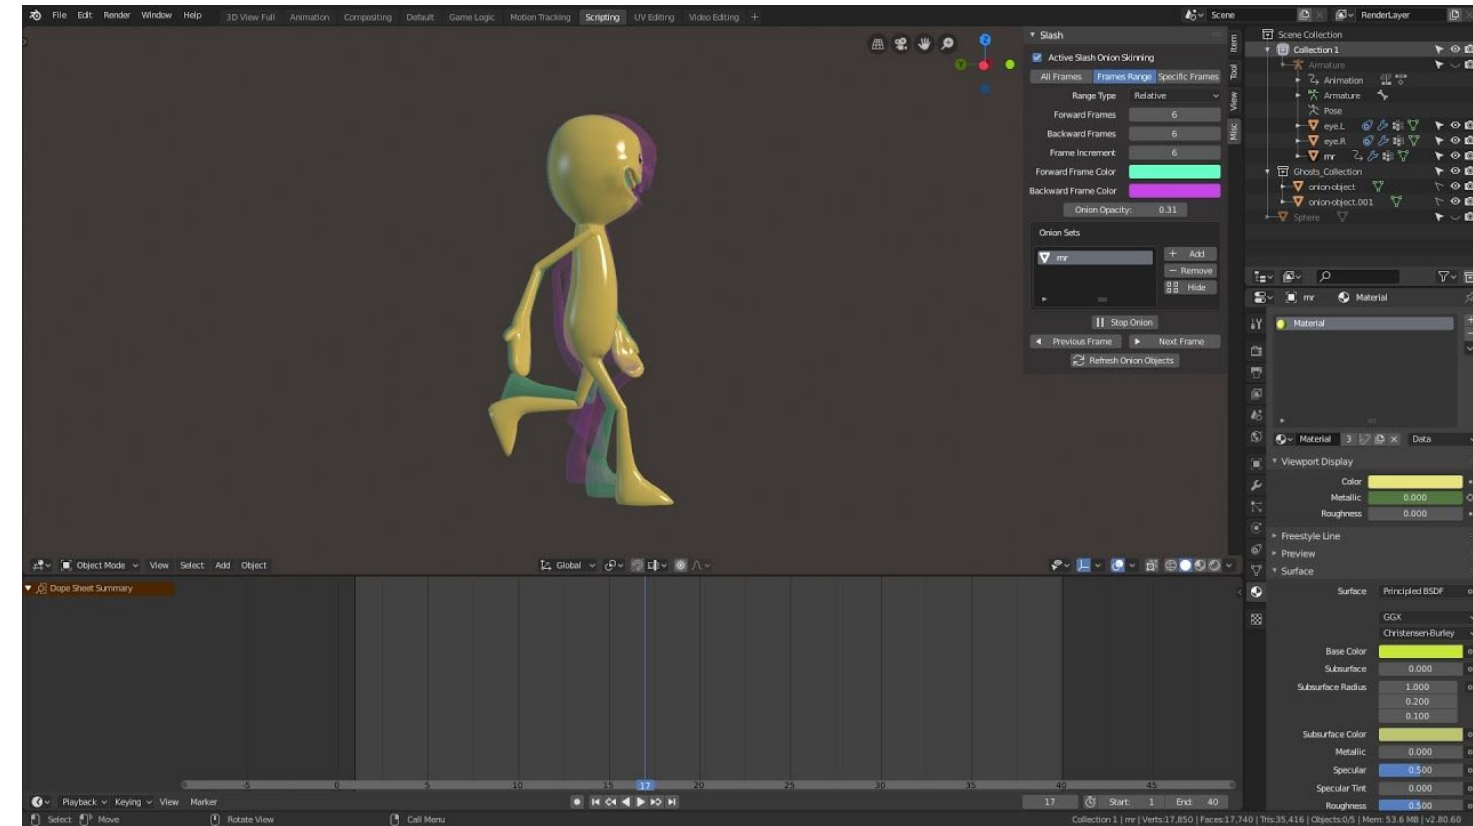 File Edit Render Window Help 3D View Full Animation Compositing Default Game Logic Motion Tracking Scripting UV Editing Video Editing + Scene RenderLayer
Slash
Active Slash Onion Skinning
All Frames Frames Range Specific Frames
Range Type Relative
Forward Frames 6
Backward Frames 6
Frame Increment 6
Forward Frame Color
Backward Frame Color
Onion Opacity: 0.31
Onion Sets
mr
+ Add
− Remove
Hide
Stop Onion
Previous Frame Next Frame
Refresh Onion Objects
Item
Tool
View
Misc
Z
Y
Scene Collection
Collection 1
Armature
Animation
Armature
Pose
eye.L
eye.R
mr
Ghosts_Collection
onion-object
onion-object.001
Sphere
mr Material
Material
Material 3 Data
Viewport Display
Color
Metallic 0.000
Roughness 0.000
Freestyle Line
Preview
Surface
Surface Principled BSDF
GGX
Christensen-Burley
Base Color
Subsurface 0.000
Subsurface Radius 1.000
0.200
0.100
Subsurface Color
Metallic 0.000
Specular 0.500
Specular Tint 0.000
Roughness 0.500
Object Mode View Select Add Object Global
Dope Sheet Summary
-5 0 5 10 15 17 20 25 30 35 45
Playback Keying View Marker 17 Start: 1 End: 40
Select Move Rotate View Call Menu Collection 1 | mr | Verts:17,850 | Faces:17,740 | Tris:35,416 | Objects:0/5 | Mem: 53.6 MB | v2.80.60